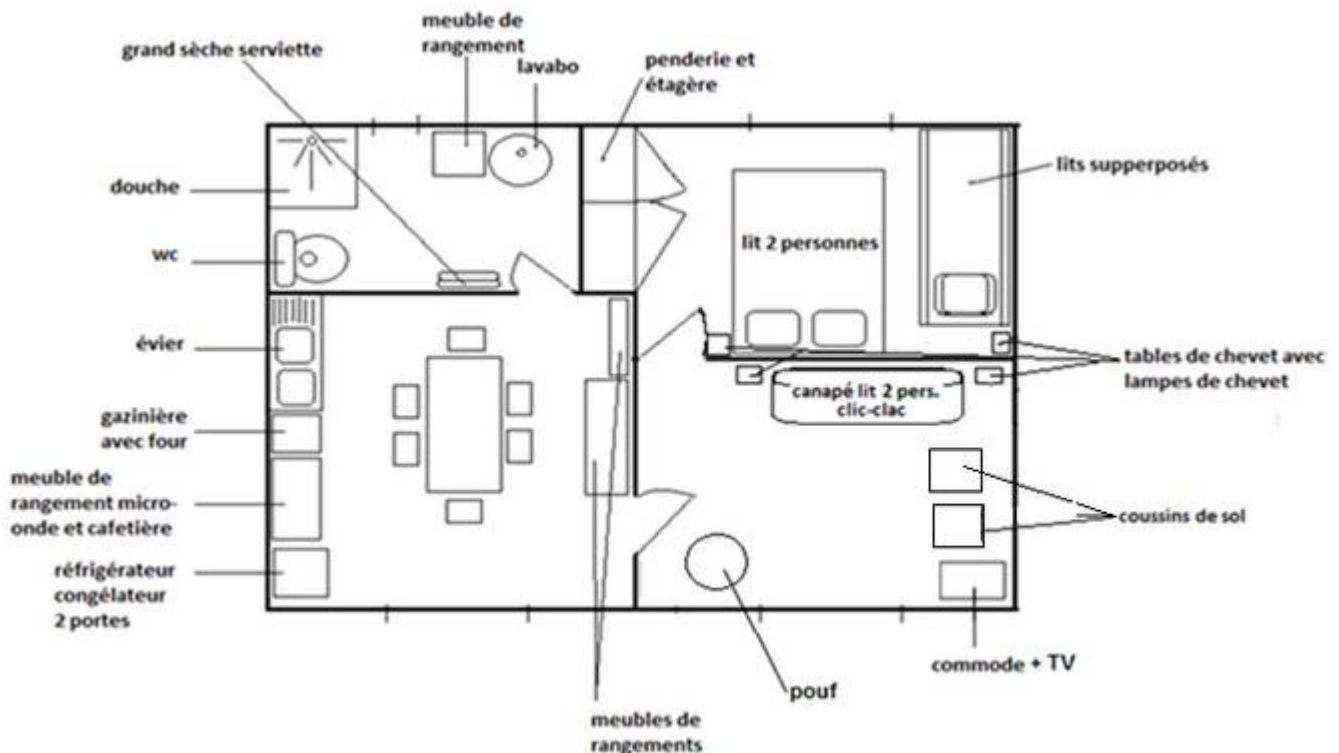 meuble de
rangement
grand sèche serviette
lavabo
penderie et
étagère
douche
lits supperposés
wc
lit 2 personnes
évier
tables de chevet avec
lampes de chevet
canapé lit 2 pers.
clic-clac
gazinière
avec four
meuble de
rangement micro-
onde et cafetière
coussins de sol
réfrigérateur
congélateur
2 portes
commode + TV
pouf
meubles de
rangements